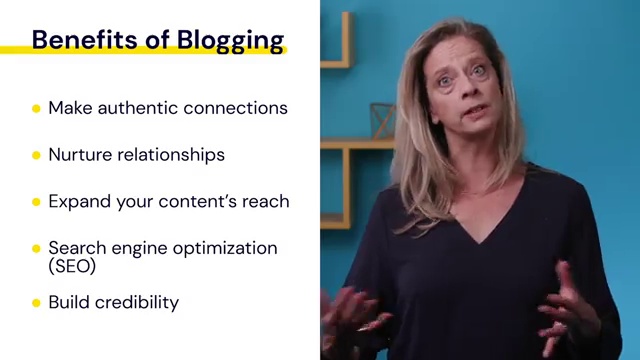 Benefits of Blogging
Make authentic connections
Nurture relationships
Expand your content’s reach
Search engine optimization
(SEO)
Build credibility